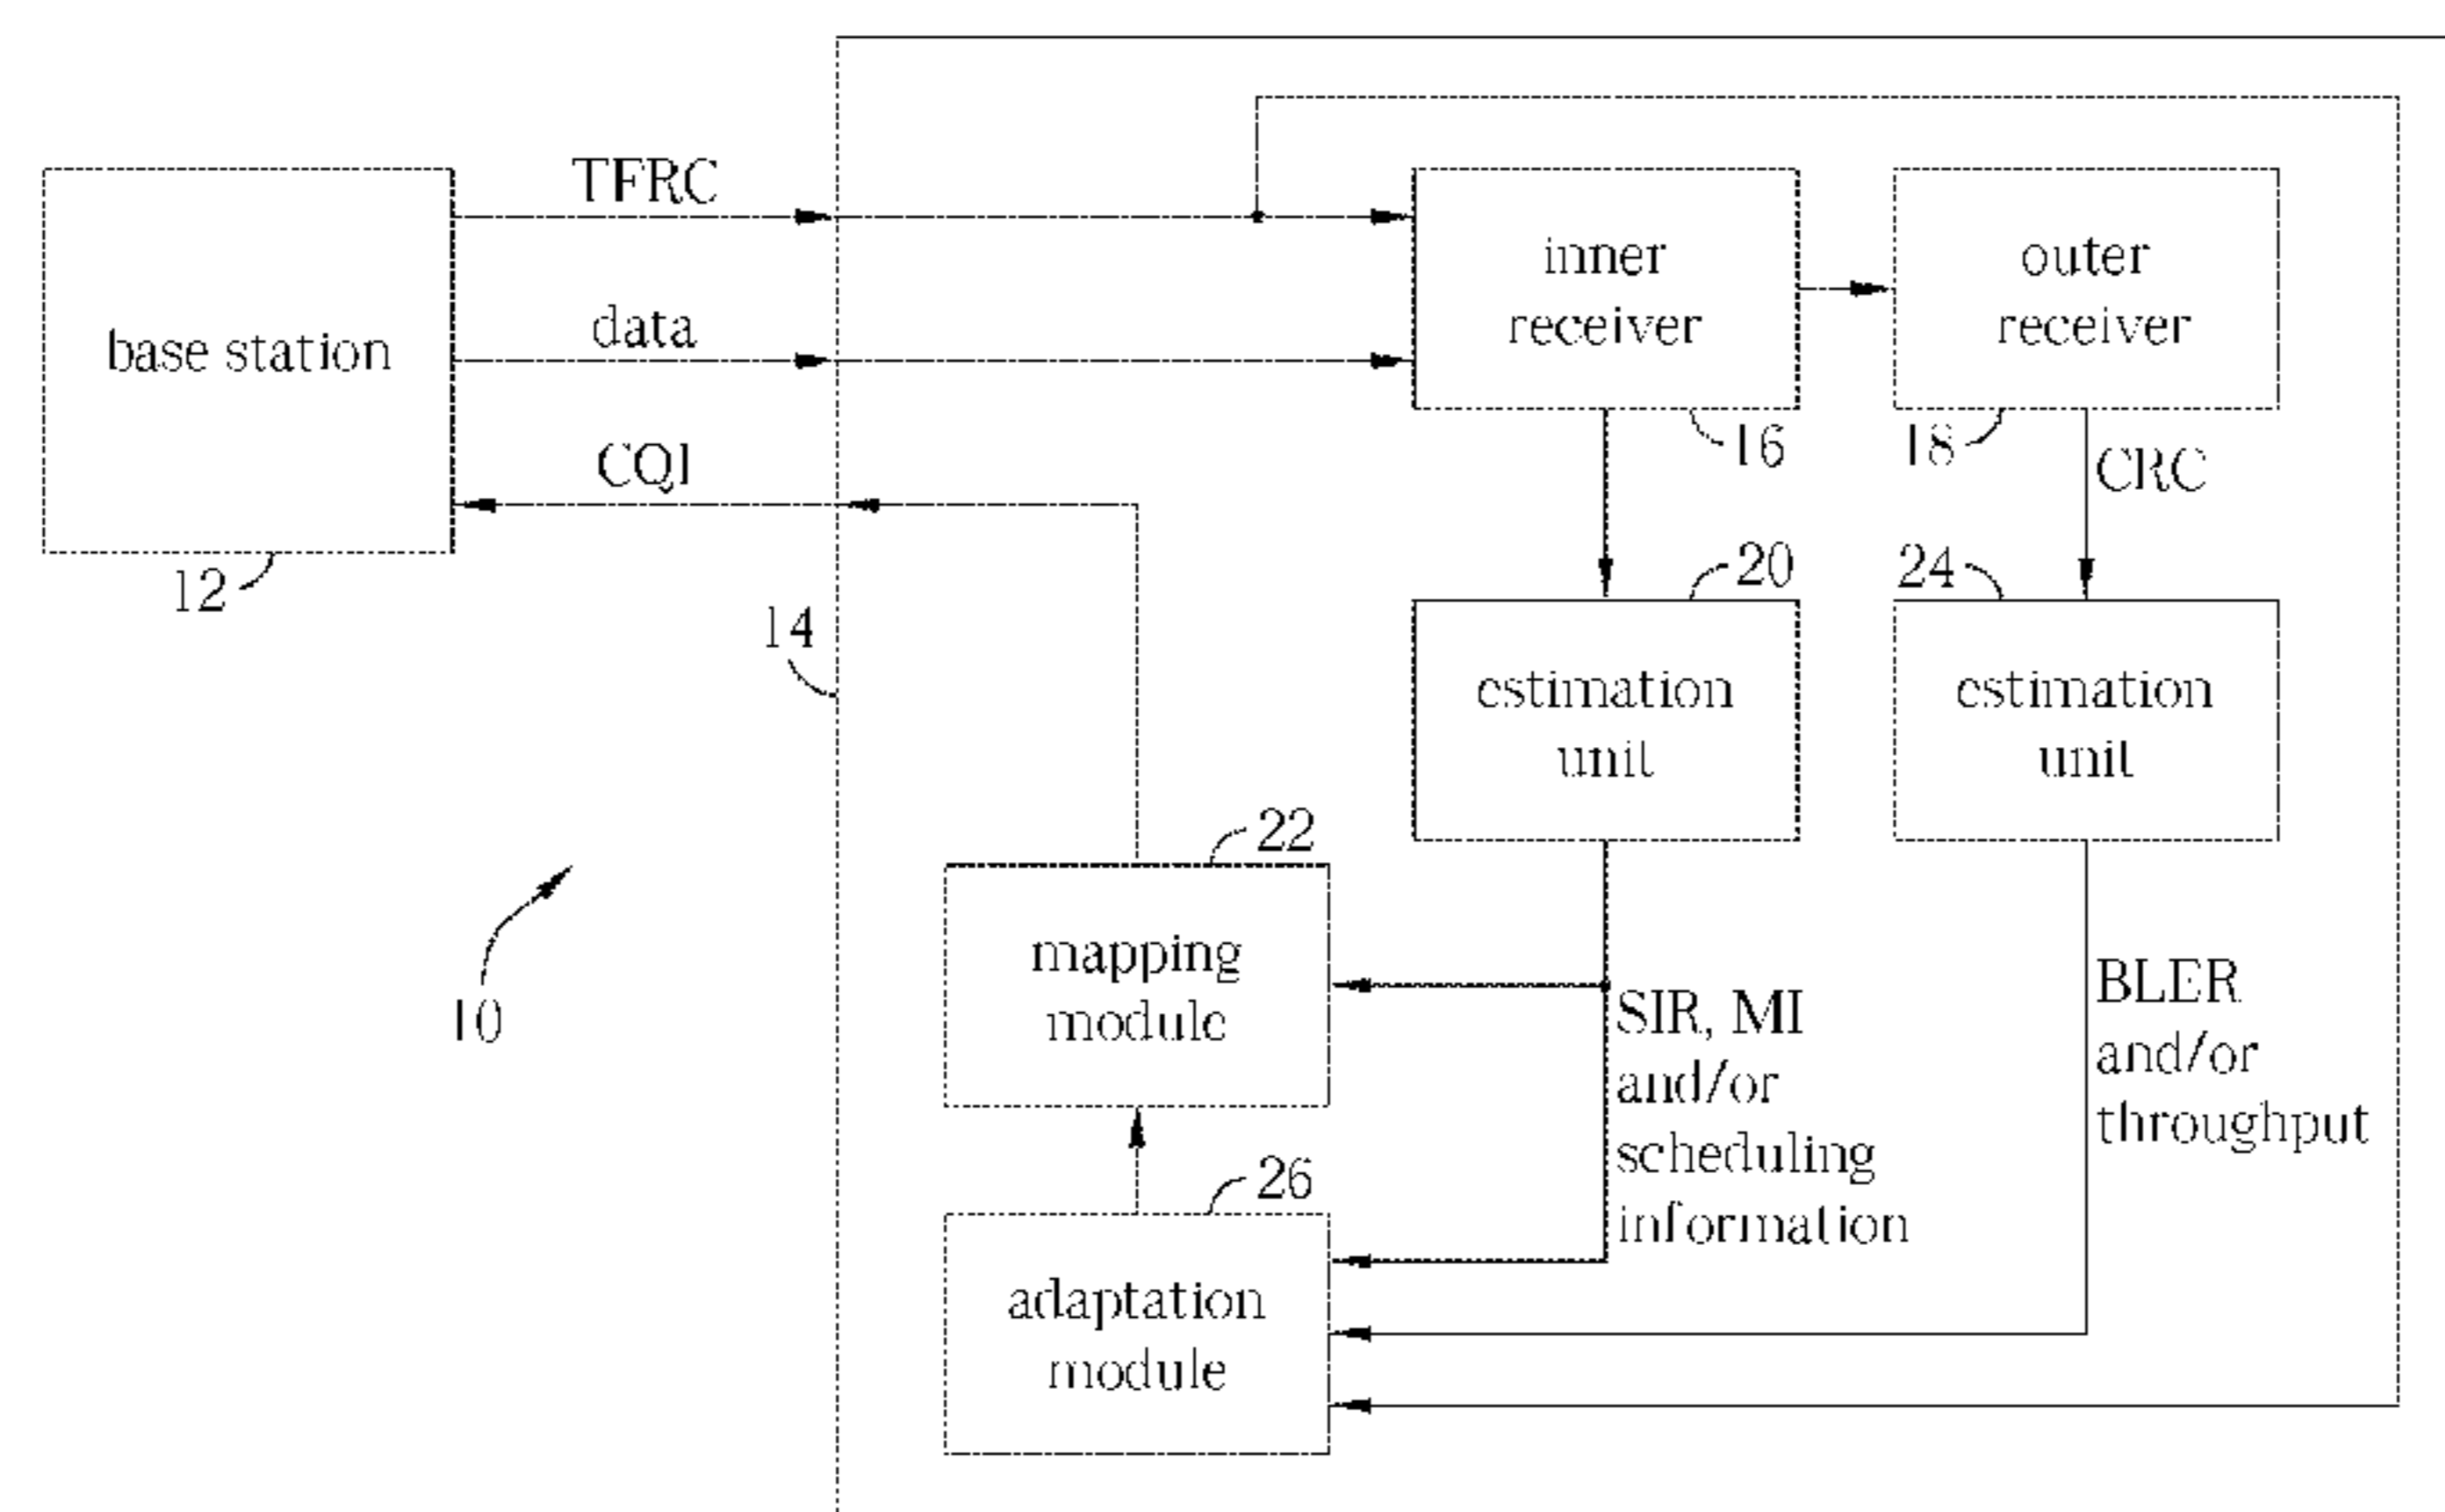 TFRC
base station
data
CQI
12
14
10
inner
receiver
16
outer
receiver
18
CRC
20
estimation
unit
24
estimation
unit
22
mapping
module
SIR, MI
and/or
scheduling
information
BLER
and/or
throughput
26
adaptation
module